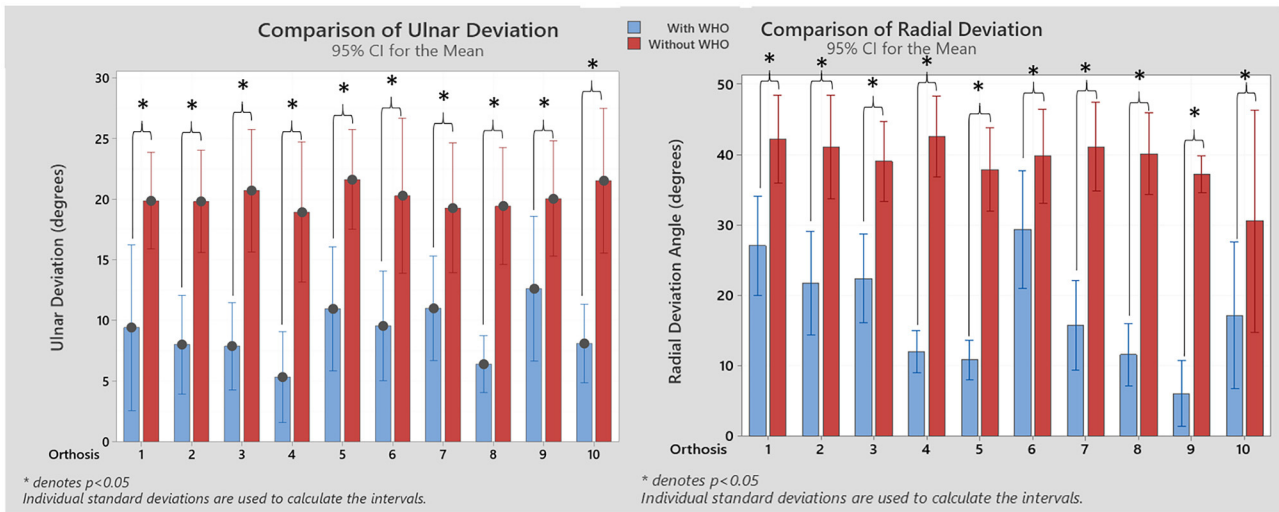 Comparison of Ulnar Deviation
95% CI for the Mean
With WHO
Without WHO
Comparison of Radial Deviation
95% CI for the Mean
* * * * * * * * * *
Ulnar Deviation (degrees)
30
25
20
15
10
5
0
Orthosis 1 2 3 4 5 6 7 8 9 10
* denotes p<0.05
Individual standard deviations are used to calculate the intervals.
* * * * * * * * * *
Radial Deviation Angle (degrees)
50
40
30
20
10
0
Orthosis 1 2 3 4 5 6 7 8 9 10
* denotes p<0.05
Individual standard deviations are used to calculate the intervals.